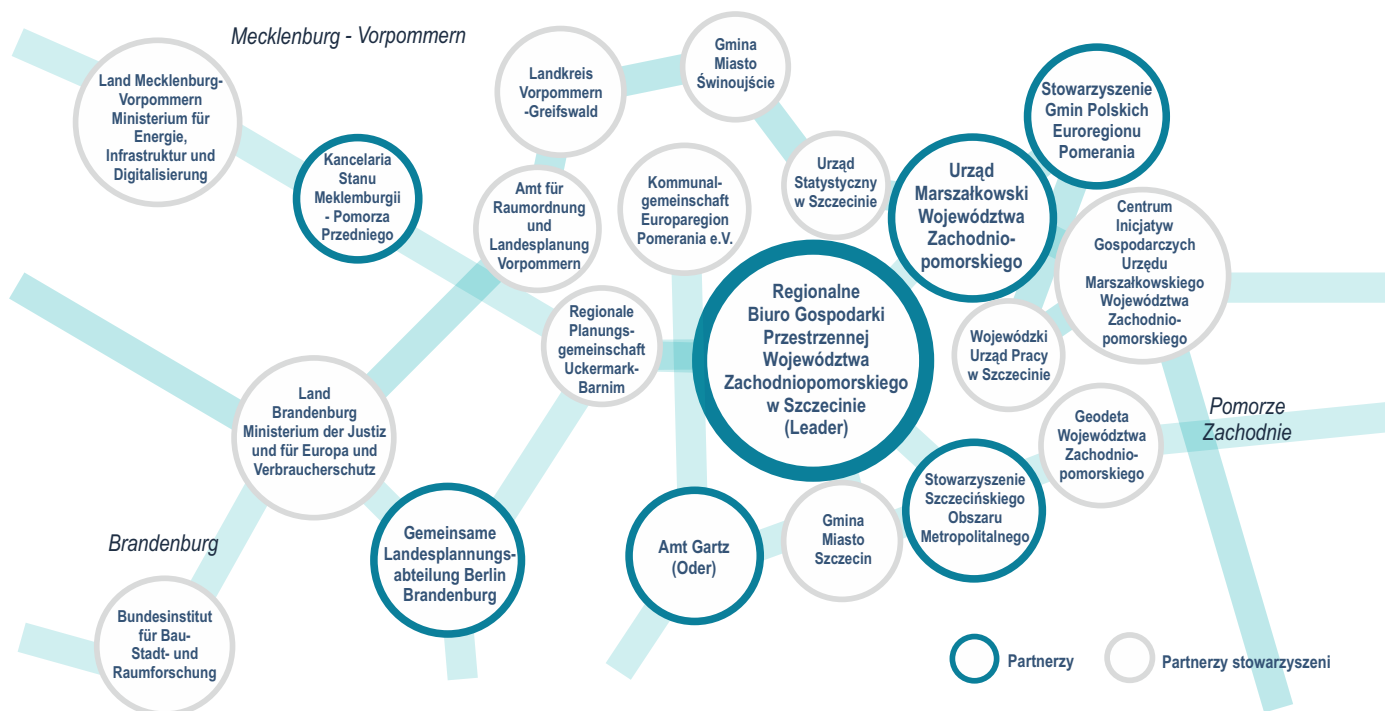 Mecklenburg - Vorpommern
Land Mecklenburg-
Vorpommern
Ministerium für
Energie,
Infrastruktur und
Digitalisierung
Kancelaria
Stanu
Meklemburgii
- Pomorza
Przedniego
Landkreis
Vorpommern
-Greifswald
Gmina
Miasto
Świnoujście
Amt für
Raumordnung
und
Landesplanung
Vorpommern
Kommunal-
gemeinschaft
Europaregion
Pomerania e.V.
Urząd
Statystyczny
w Szczecinie
Urząd
Marszałkowski
Województwa
Zachodnio-
pomorskiego
Stowarzyszenie
Gmin Polskich
Euroregionu
Pomerania
Centrum
Inicjatyw
Gospodarczych
Urzędu
Marszałkowskiego
Województwa
Zachodnio-
pomorskiego
Regionale
Planungs-
gemeinschaft
Uckermark-
Barnim
Regionalne
Biuro Gospodarki
Przestrzennej
Województwa
Zachodniopomorskiego
w Szczecinie
(Leader)
Wojewódzki
Urząd Pracy
w Szczecinie
Land
Brandenburg
Ministerium der Justiz
und für Europa und
Verbraucherschutz
Geodeta
Województwa
Zachodnio-
pomorskiego
Pomorze
Zachodnie
Brandenburg
Gemeinsame
Landesplannungs-
abteilung Berlin
Brandenburg
Amt Gartz
(Oder)
Gmina
Miasto
Szczecin
Stowarzyszenie
Szczecińskiego
Obszaru
Metropolitalnego
Bundesinstitut
für Bau-
Stadt- und
Raumforschung
Partnerzy
Partnerzy stowarzyszeni